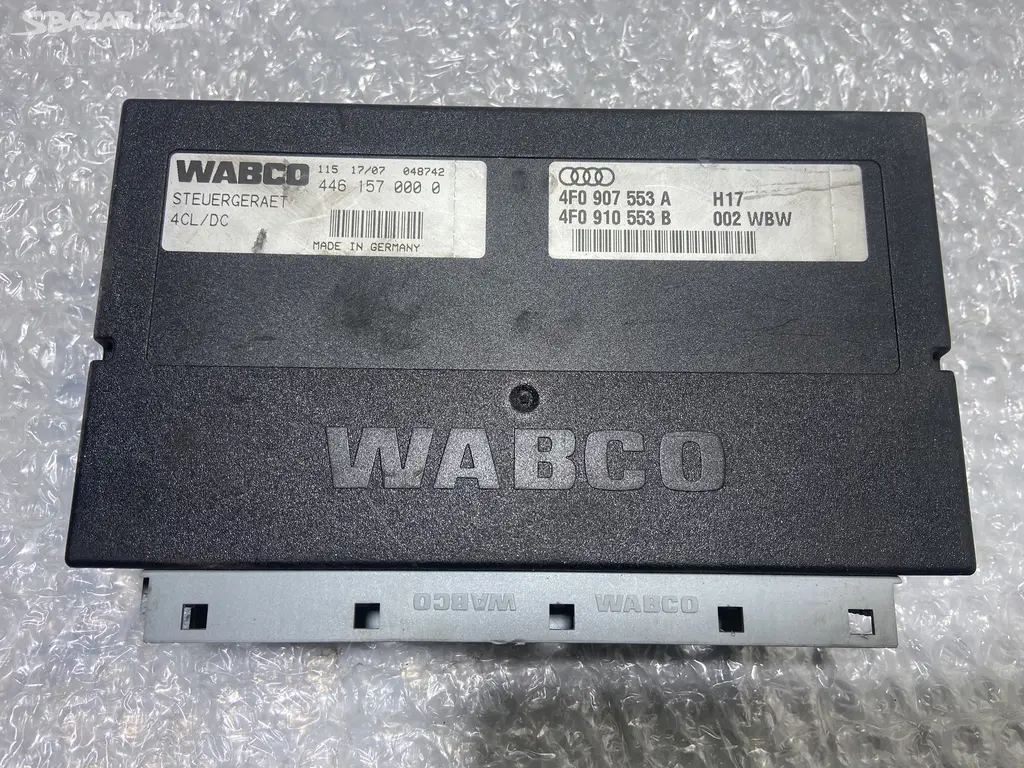 SBAZAR.CZ
WABCO 115 17/07 048742
446 157 000 0
STEUERGERAET
4CL/DC
MADE IN GERMANY
4F0 907 553 A H17
4F0 910 553 B 002 WBW
WABCO
WABCO WABCO